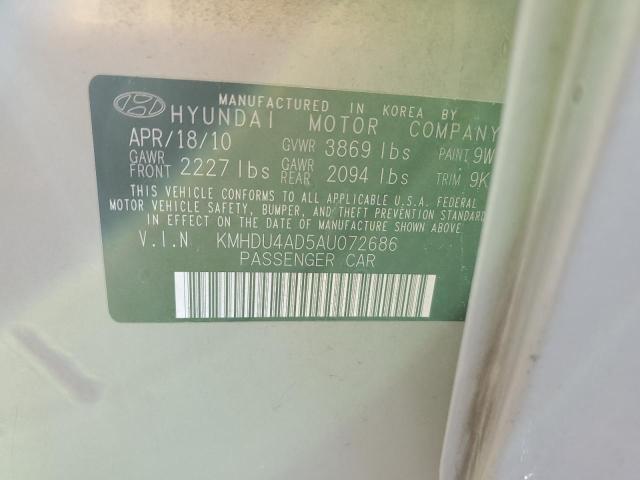 MANUFACTURED IN KOREA BY
HYUNDAI MOTOR COMPANY
APR/18/10 GVWR 3869 lbs PAINT 9W
GAWR FRONT 2227 lbs GAWR REAR 2094 lbs TRIM 9K
THIS VEHICLE CONFORMS TO ALL APPLICABLE U.S.A. FEDERAL
MOTOR VEHICLE SAFETY, BUMPER, AND THEFT PREVENTION STANDARDS
IN EFFECT ON THE DATE OF MANUFACTURE SHOWN ABOVE.
V.I.N KMHDU4AD5AU072686
PASSENGER CAR